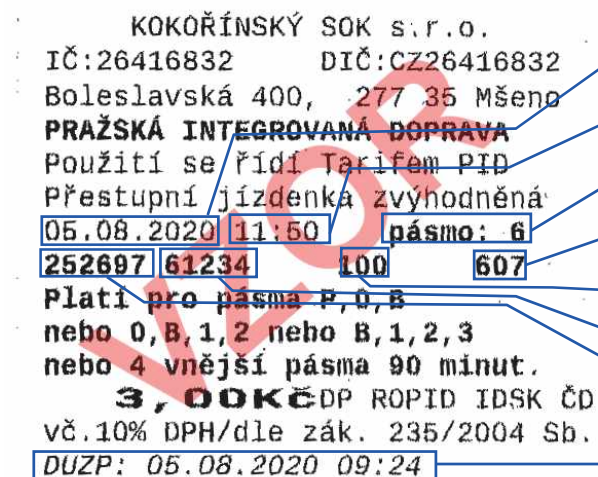 KOKOŘÍNSKÝ SOK s.r.o.
IČ:26416832 DIČ:CZ26416832
Boleslavská 400, 277 35 Mšeno
PRAŽSKÁ INTEGROVANÁ DOPRAVA
Použití se řídí Tarifem PID
Přestupní jízdenka zvýhodněná
05.08.2020 11:50 pásmo: 6
252697 61234 100 607
Platí pro pásma P,0,B
nebo 0,B,1,2 nebo B,1,2,3
nebo 4 vnější pásma 90 minut.
3,00Kč DP ROPID IDSK ČD
vč.10% DPH/dle zák. 235/2004 Sb.
DUZP: 05.08.2020 09:24
VZOR